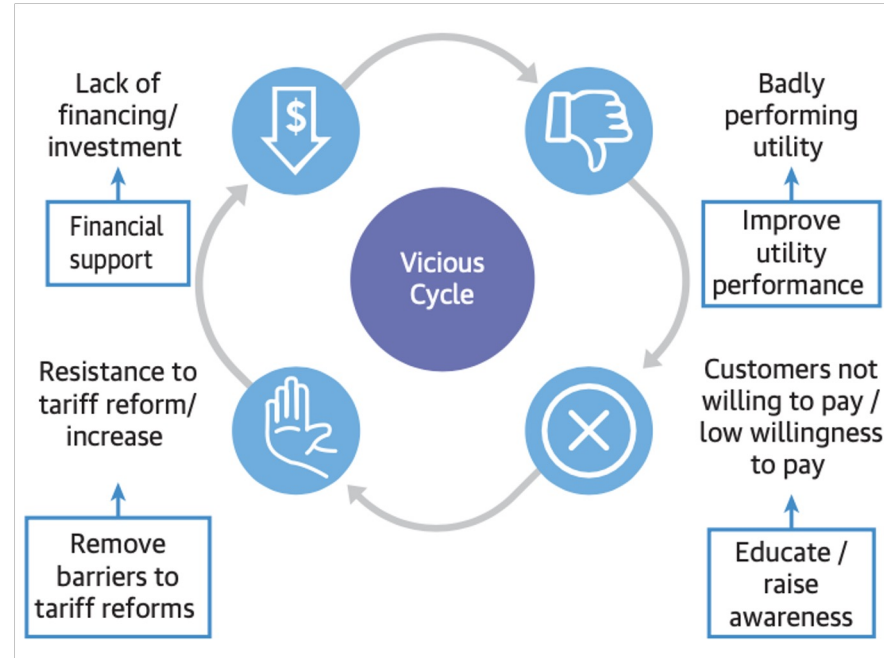 Lack of
financing/
investment
Financial
support
$
Badly
performing
utility
Improve
utility
performance
Vicious
Cycle
Resistance to
tariff reform/
increase
Remove
barriers to
tariff reforms
Customers not
willing to pay /
low willingness
to pay
Educate /
raise
awareness